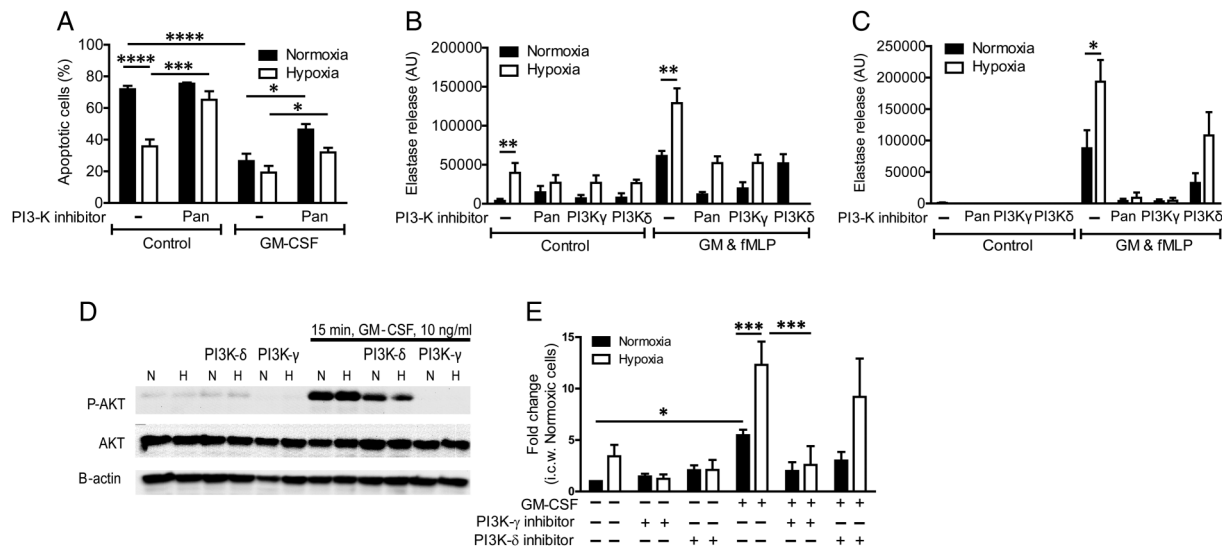 A
****
Normoxia
Hypoxia
****
***
*
*
100
80
60
40
20
0
Apoptotic cells (%)
PI3-K inhibitor
– Pan – Pan
Control GM-CSF
B
200000
150000
100000
50000
0
Elastase release (AU)
Normoxia
Hypoxia
**
**
PI3-K inhibitor
– Pan PI3Kγ PI3Kδ – Pan PI3Kγ PI3Kδ
Control GM & fMLP
C
250000
200000
150000
100000
50000
0
Elastase release (AU)
Normoxia
Hypoxia
*
PI3-K inhibitor
– Pan PI3Kγ PI3Kδ – Pan PI3Kγ PI3Kδ
Control GM & fMLP
D
15 min, GM-CSF, 10 ng/ml
PI3K-δ PI3K-γ PI3K-δ PI3K-γ
N H N H N H N H N H N H
P-AKT
AKT
B-actin
E
15
10
5
0
Fold change
(i.c.w. Normoxic cells)
Normoxia
Hypoxia
*
***
***
GM-CSF – – – – – – + + + + + +
PI3K-γ inhibitor – – + + – – – – + + – –
PI3K-δ inhibitor – – – – + + – – – – + +